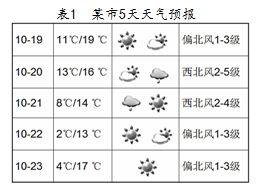 表1 某市5天天气预报
10-19 11℃/19 ℃ 偏北风1-3级
10-20 13℃/16 ℃ 西北风2-5级
10-21 8℃/14 ℃ 西北风2-4级
10-22 2℃/13 ℃ 偏北风1-3级
10-23 4℃/17 ℃ 偏北风1-3级